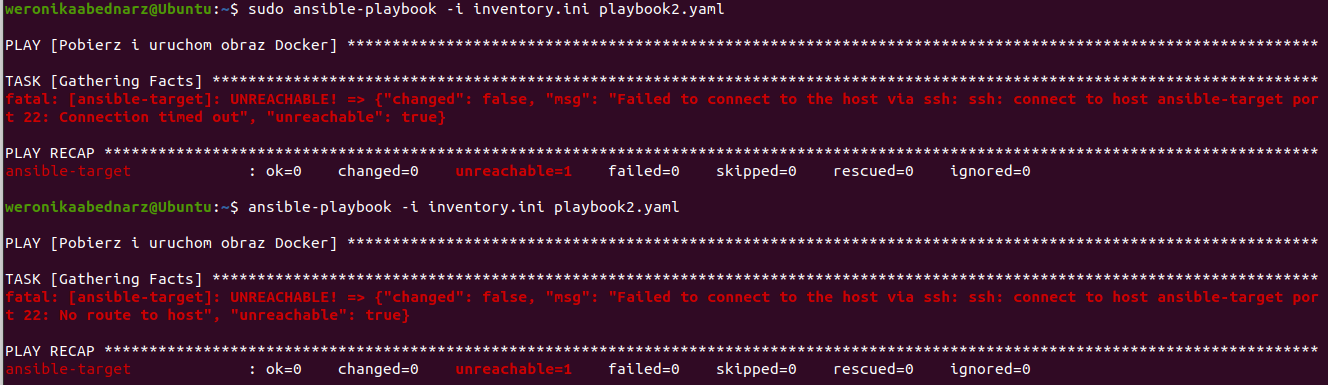 weronikaabednarz@Ubuntu:~$ sudo ansible-playbook -i inventory.ini playbook2.yaml
PLAY [Pobierz i uruchom obraz Docker] ************************************************************************************************************
TASK [Gathering Facts] ***************************************************************************************************************************
fatal: [ansible-target]: UNREACHABLE! => {"changed": false, "msg": "Failed to connect to the host via ssh: ssh: connect to host ansible-target por
t 22: Connection timed out", "unreachable": true}
PLAY RECAP ***************************************************************************************************************************************
ansible-target             : ok=0    changed=0    unreachable=1    failed=0    skipped=0    rescued=0    ignored=0
weronikaabednarz@Ubuntu:~$ ansible-playbook -i inventory.ini playbook2.yaml
PLAY [Pobierz i uruchom obraz Docker] ************************************************************************************************************
TASK [Gathering Facts] ***************************************************************************************************************************
fatal: [ansible-target]: UNREACHABLE! => {"changed": false, "msg": "Failed to connect to the host via ssh: ssh: connect to host ansible-target por
t 22: No route to host", "unreachable": true}
PLAY RECAP ***************************************************************************************************************************************
ansible-target             : ok=0    changed=0    unreachable=1    failed=0    skipped=0    rescued=0    ignored=0